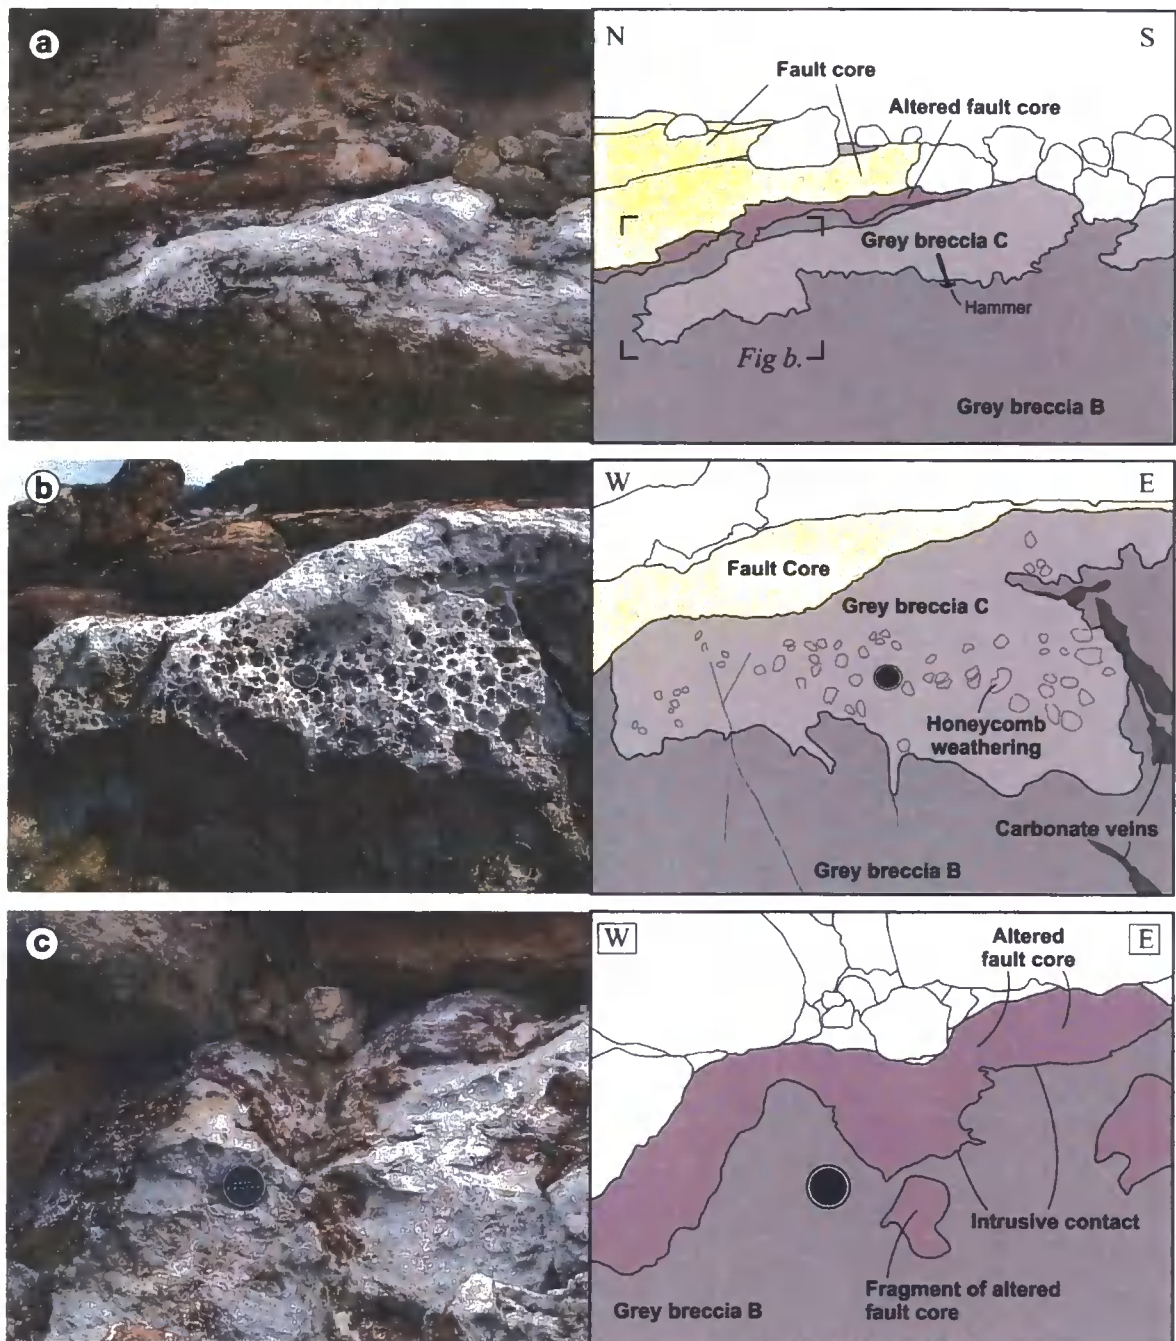 a
N
S
Fault core
Altered fault core
Grey breccia C
Hammer
Fig b.
Grey breccia B
b
W
E
Fault Core
Grey breccia C
Honeycomb
weathering
Carbonate veins
Grey breccia B
c
W
E
Altered
fault core
Intrusive contact
Fragment of altered
fault core
Grey breccia B